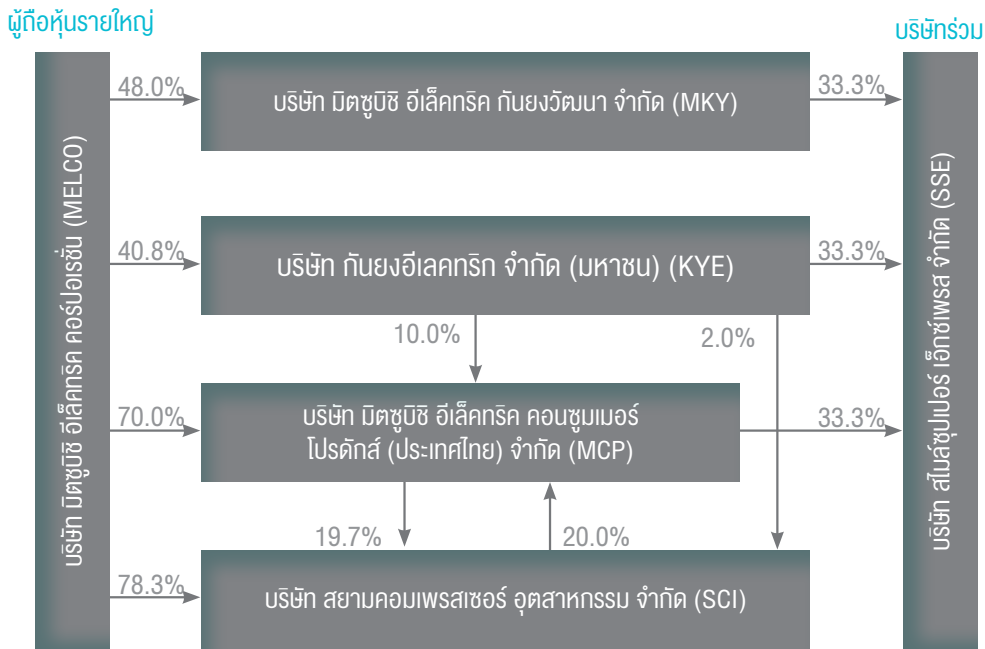 ผู้ถือหุ้นรายใหญ่
บริษัทร่วม
บริษัท มิตซูบิชิ อีเล็คทริค คอร์ปอเรชั่น (MELCO)
48.0%
บริษัท มิตซูบิชิ อีเล็คทริค กันยงวัฒนา จำกัด (MKY)
33.3%
40.8%
บริษัท กันยงอีเลคทริก จำกัด (มหาชน) (KYE)
33.3%
10.0%
2.0%
70.0%
บริษัท มิตซูบิชิ อีเล็คทริค คอนซูมเมอร์
โปรดักส์ (ประเทศไทย) จำกัด (MCP)
33.3%
19.7%
20.0%
78.3%
บริษัท สยามคอมเพรสเซอร์ อุตสาหกรรม จำกัด (SCI)
บริษัท สไมล์ซุปเปอร์ เอ็กซ์เพรส จำกัด (SSE)